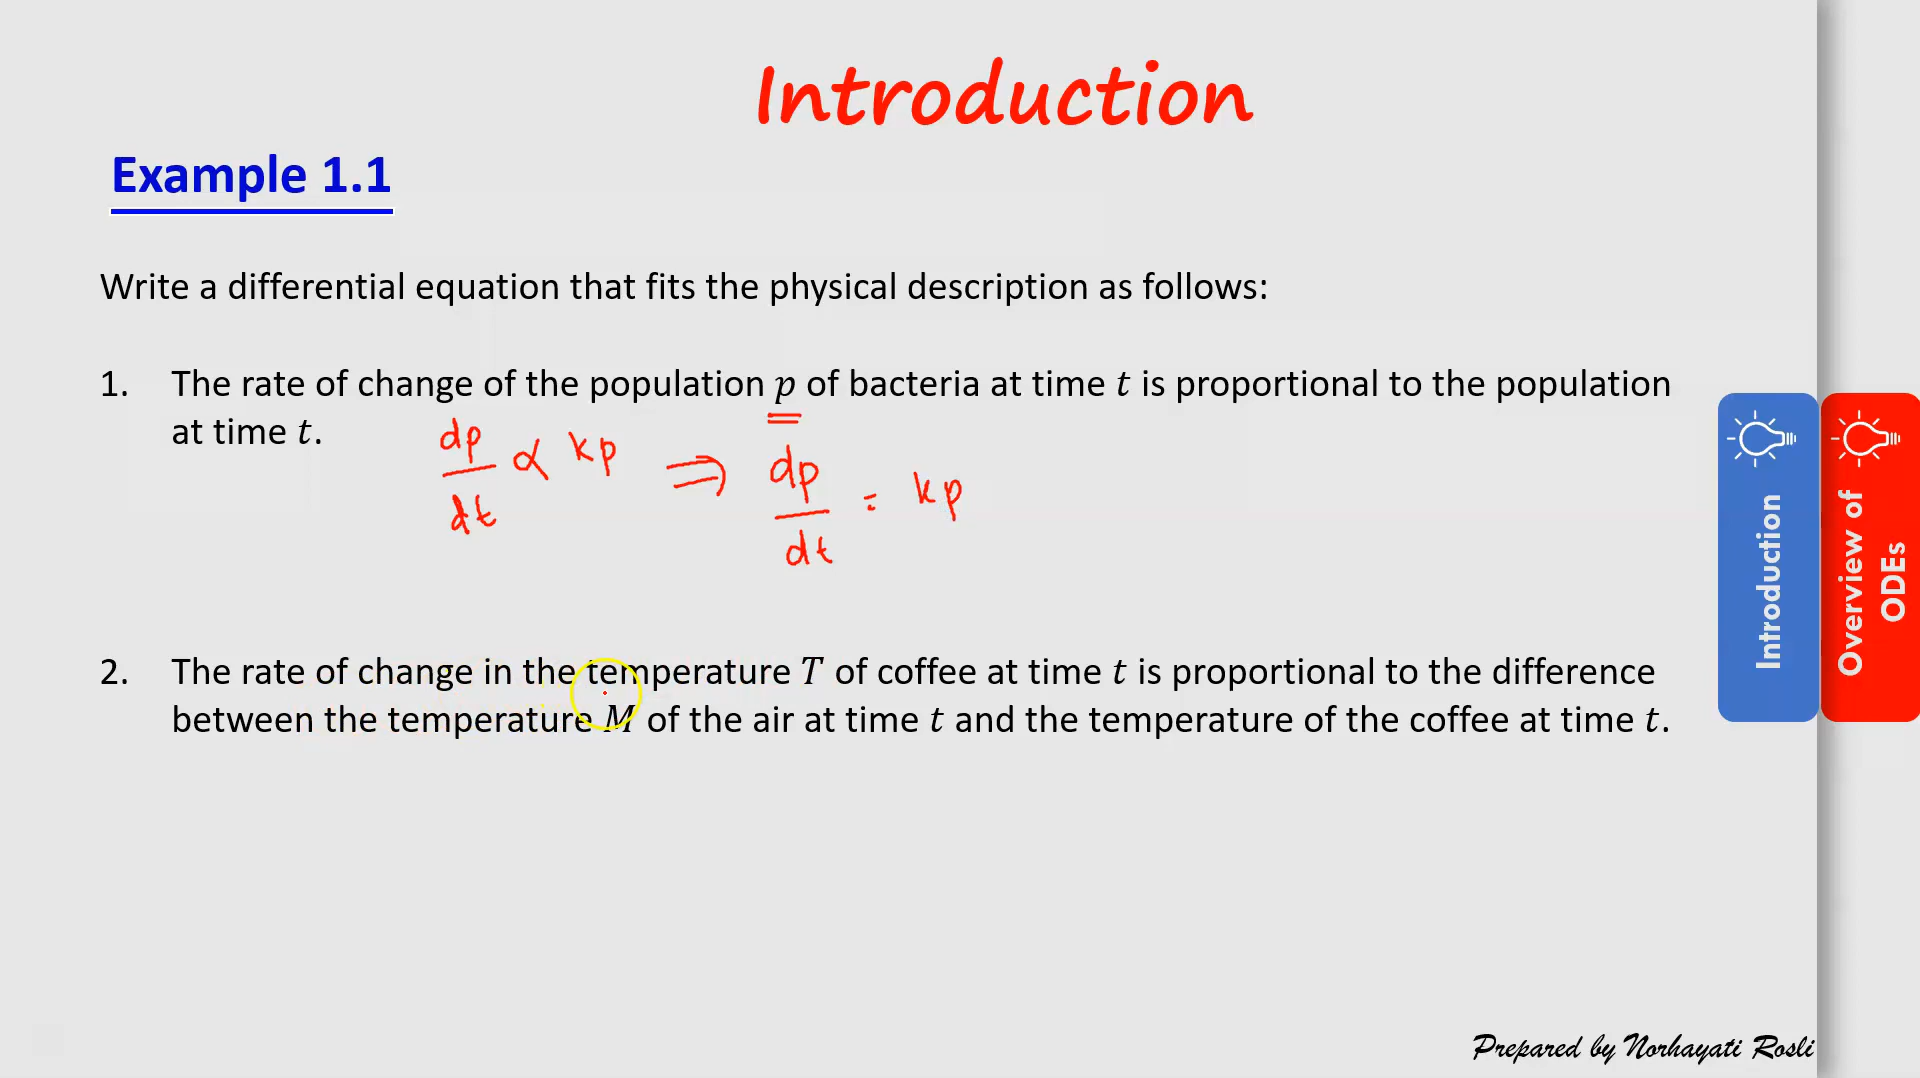 Introduction
Example 1.1
Write a differential equation that fits the physical description as follows:
1. The rate of change of the population p of bacteria at time t is proportional to the population
at time t.
dp/dt ∝ kp ⇒ dp/dt = kp
2. The rate of change in the temperature T of coffee at time t is proportional to the difference
between the temperature M of the air at time t and the temperature of the coffee at time t.
Introduction
Overview of
ODEs
Prepared by Norhayati Rosli